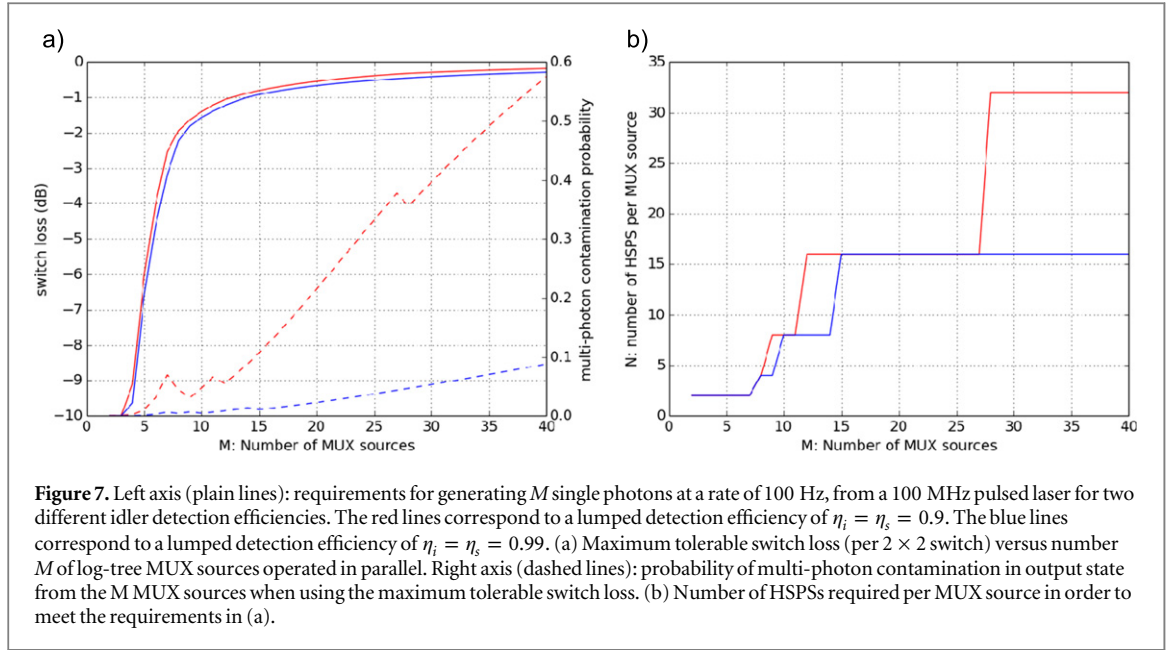 a)
b)
0
−1
−2
−3
−4
−5
−6
−7
−8
−9
−10
switch loss (dB)
0.6
0.5
0.4
0.3
0.2
0.1
0.0
multi-photon contamination probability
0 5 10 15 20 25 30 35 40
M: Number of MUX sources
35
30
25
20
15
10
5
0
N: number of HSPS per MUX source
0 5 10 15 20 25 30 35 40
M: Number of MUX sources
Figure 7. Left axis (plain lines): requirements for generating M single photons at a rate of 100 Hz, from a 100 MHz pulsed laser for two
different idler detection efficiencies. The red lines correspond to a lumped detection efficiency of ηᵢ = ηₛ = 0.9. The blue lines
correspond to a lumped detection efficiency of ηᵢ = ηₛ = 0.99. (a) Maximum tolerable switch loss (per 2 × 2 switch) versus number
M of log-tree MUX sources operated in parallel. Right axis (dashed lines): probability of multi-photon contamination in output state
from the M MUX sources when using the maximum tolerable switch loss. (b) Number of HSPSs required per MUX source in order to
meet the requirements in (a).